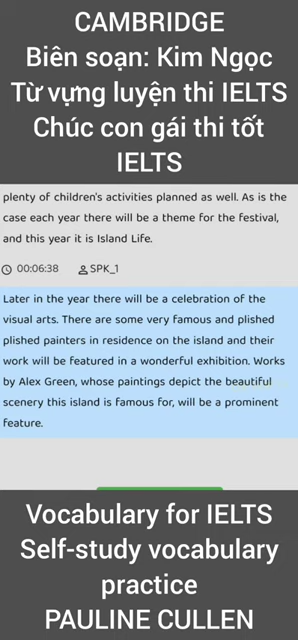 CAMBRIDGE
Biên soạn: Kim Ngọc
Từ vựng luyện thi IELTS
Chúc con gái thi tốt
IELTS
plenty of children's activities planned as well. As is the
case each year there will be a theme for the festival,
and this year it is Island Life.
00:06:38 SPK_1
Later in the year there will be a celebration of the
visual arts. There are some very famous and plished
plished painters in residence on the island and their
work will be featured in a wonderful exhibition. Works
by Alex Green, whose paintings depict the beautiful
scenery this island is famous for, will be a prominent
feature.
Vocabulary for IELTS
Self-study vocabulary
practice
PAULINE CULLEN